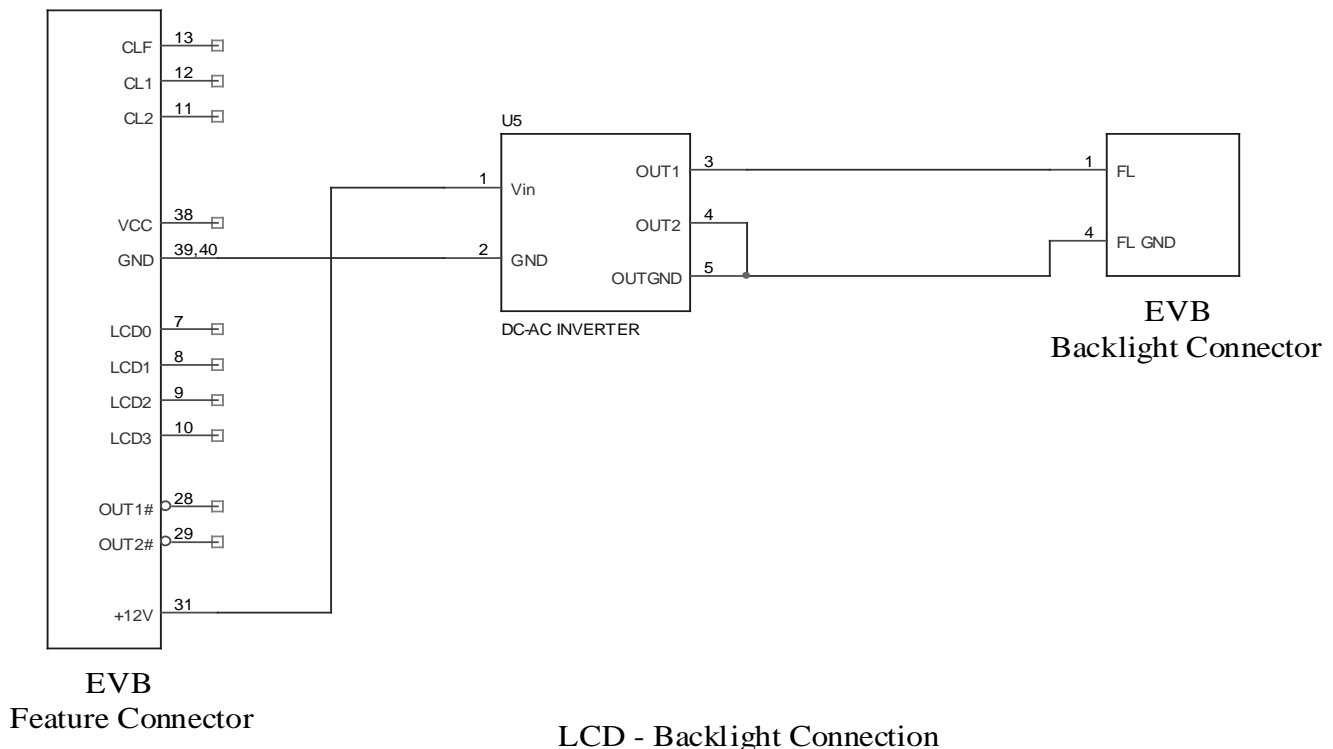 CLF 13
CL1 12
CL2 11
VCC 38
GND 39,40
LCD0 7
LCD1 8
LCD2 9
LCD3 10
OUT1# 28
OUT2# 29
+12V 31
EVB
Feature Connector
U5
1 Vin
2 GND
OUT1 3
OUT2 4
OUTGND 5
DC-AC INVERTER
1 FL
4 FL GND
EVB
Backlight Connector
LCD - Backlight Connection